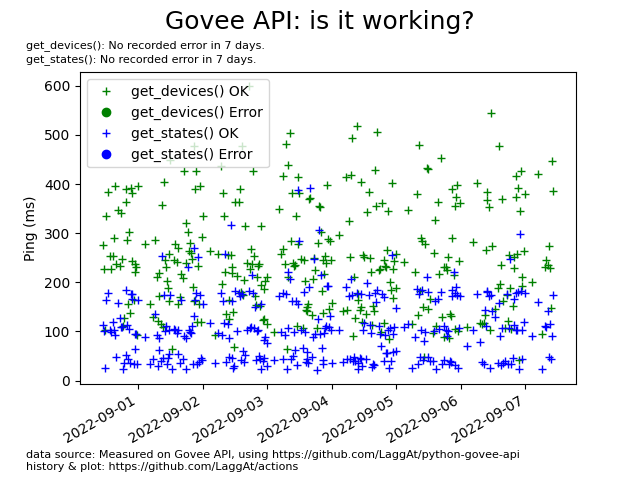 Govee API: is it working?
get_devices(): No recorded error in 7 days.
get_states(): No recorded error in 7 days.
get_devices() OK
get_devices() Error
get_states() OK
get_states() Error
600
500
400
300
200
100
0
Ping (ms)
2022-09-01
2022-09-02
2022-09-03
2022-09-04
2022-09-05
2022-09-06
2022-09-07
data source: Measured on Govee API, using https://github.com/LaggAt/python-govee-api
history & plot: https://github.com/LaggAt/actions